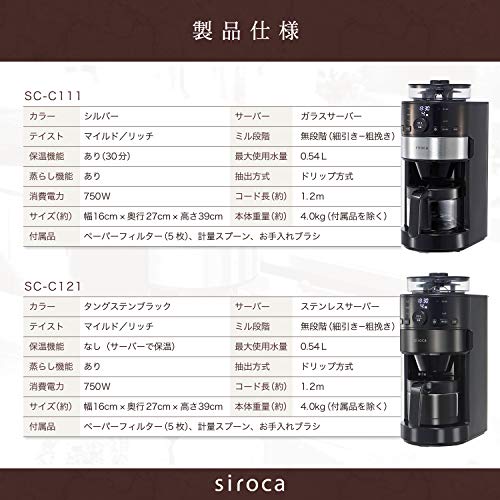 製品仕様
SC-C111
カラー シルバー サーバー ガラスサーバー
テイスト マイルド／リッチ ミル段階 無段階（細引き−粗挽き）
保温機能 あり（30分） 最大使用水量 0.54L
蒸らし機能 あり 抽出方式 ドリップ方式
消費電力 750W コード長（約） 1.2m
サイズ（約） 幅16cm×奥行27cm×高さ39cm 本体重量（約） 4.0kg（付属品を除く）
付属品 ペーパーフィルター（5枚）、計量スプーン、お手入れブラシ
SC-C121
カラー タングステンブラック サーバー ステンレスサーバー
テイスト マイルド／リッチ ミル段階 無段階（細引き−粗挽き）
保温機能 なし（サーバーで保温） 最大使用水量 0.54L
蒸らし機能 あり 抽出方式 ドリップ方式
消費電力 750W コード長（約） 1.2m
サイズ（約） 幅16cm×奥行27cm×高さ39cm 本体重量（約） 4.0kg（付属品を除く）
付属品 ペーパーフィルター（5枚）、計量スプーン、お手入れブラシ
siroca